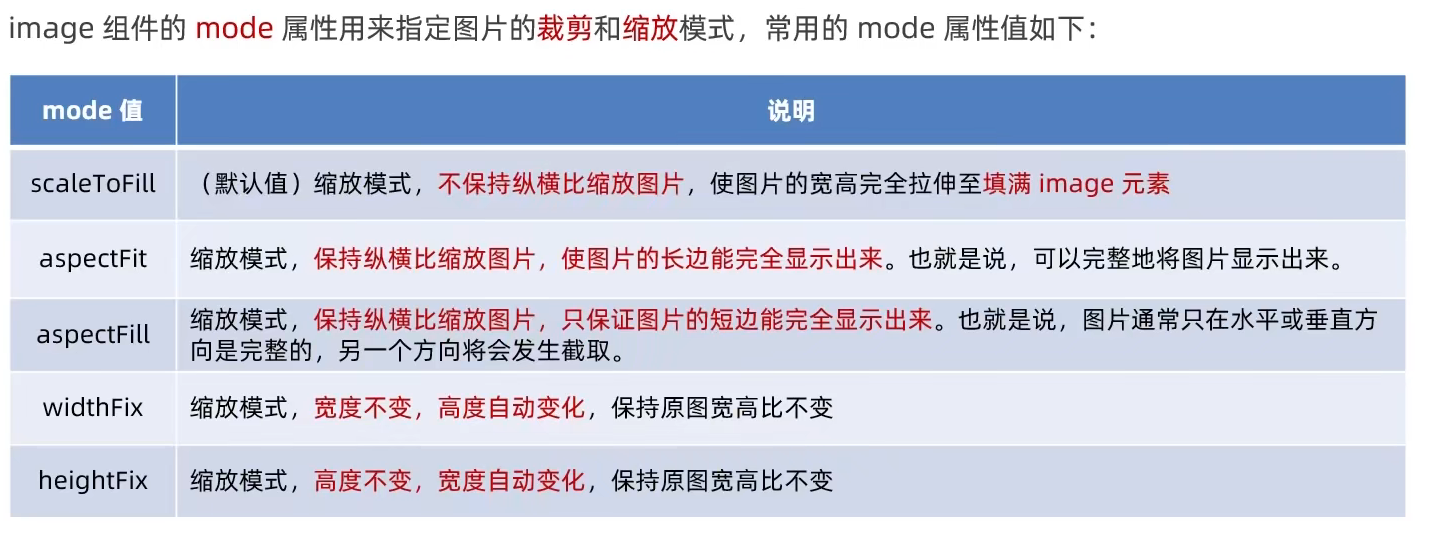 image 组件的 mode 属性用来指定图片的裁剪和缩放模式，常用的 mode 属性值如下：
mode 值 说明
scaleToFill （默认值）缩放模式，不保持纵横比缩放图片，使图片的宽高完全拉伸至填满 image 元素
aspectFit 缩放模式，保持纵横比缩放图片，使图片的长边能完全显示出来。也就是说，可以完整地将图片显示出来。
aspectFill 缩放模式，保持纵横比缩放图片，只保证图片的短边能完全显示出来。也就是说，图片通常只在水平或垂直方
向是完整的，另一个方向将会发生截取。
widthFix 缩放模式，宽度不变，高度自动变化，保持原图宽高比不变
heightFix 缩放模式，高度不变，宽度自动变化，保持原图宽高比不变